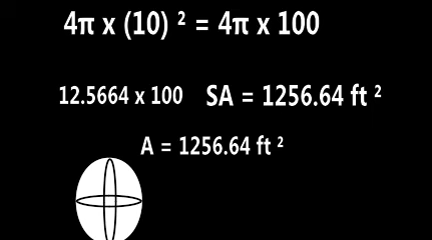 4π x (10) ² = 4π x 100
12.5664 x 100 SA = 1256.64 ft ²
A = 1256.64 ft ²